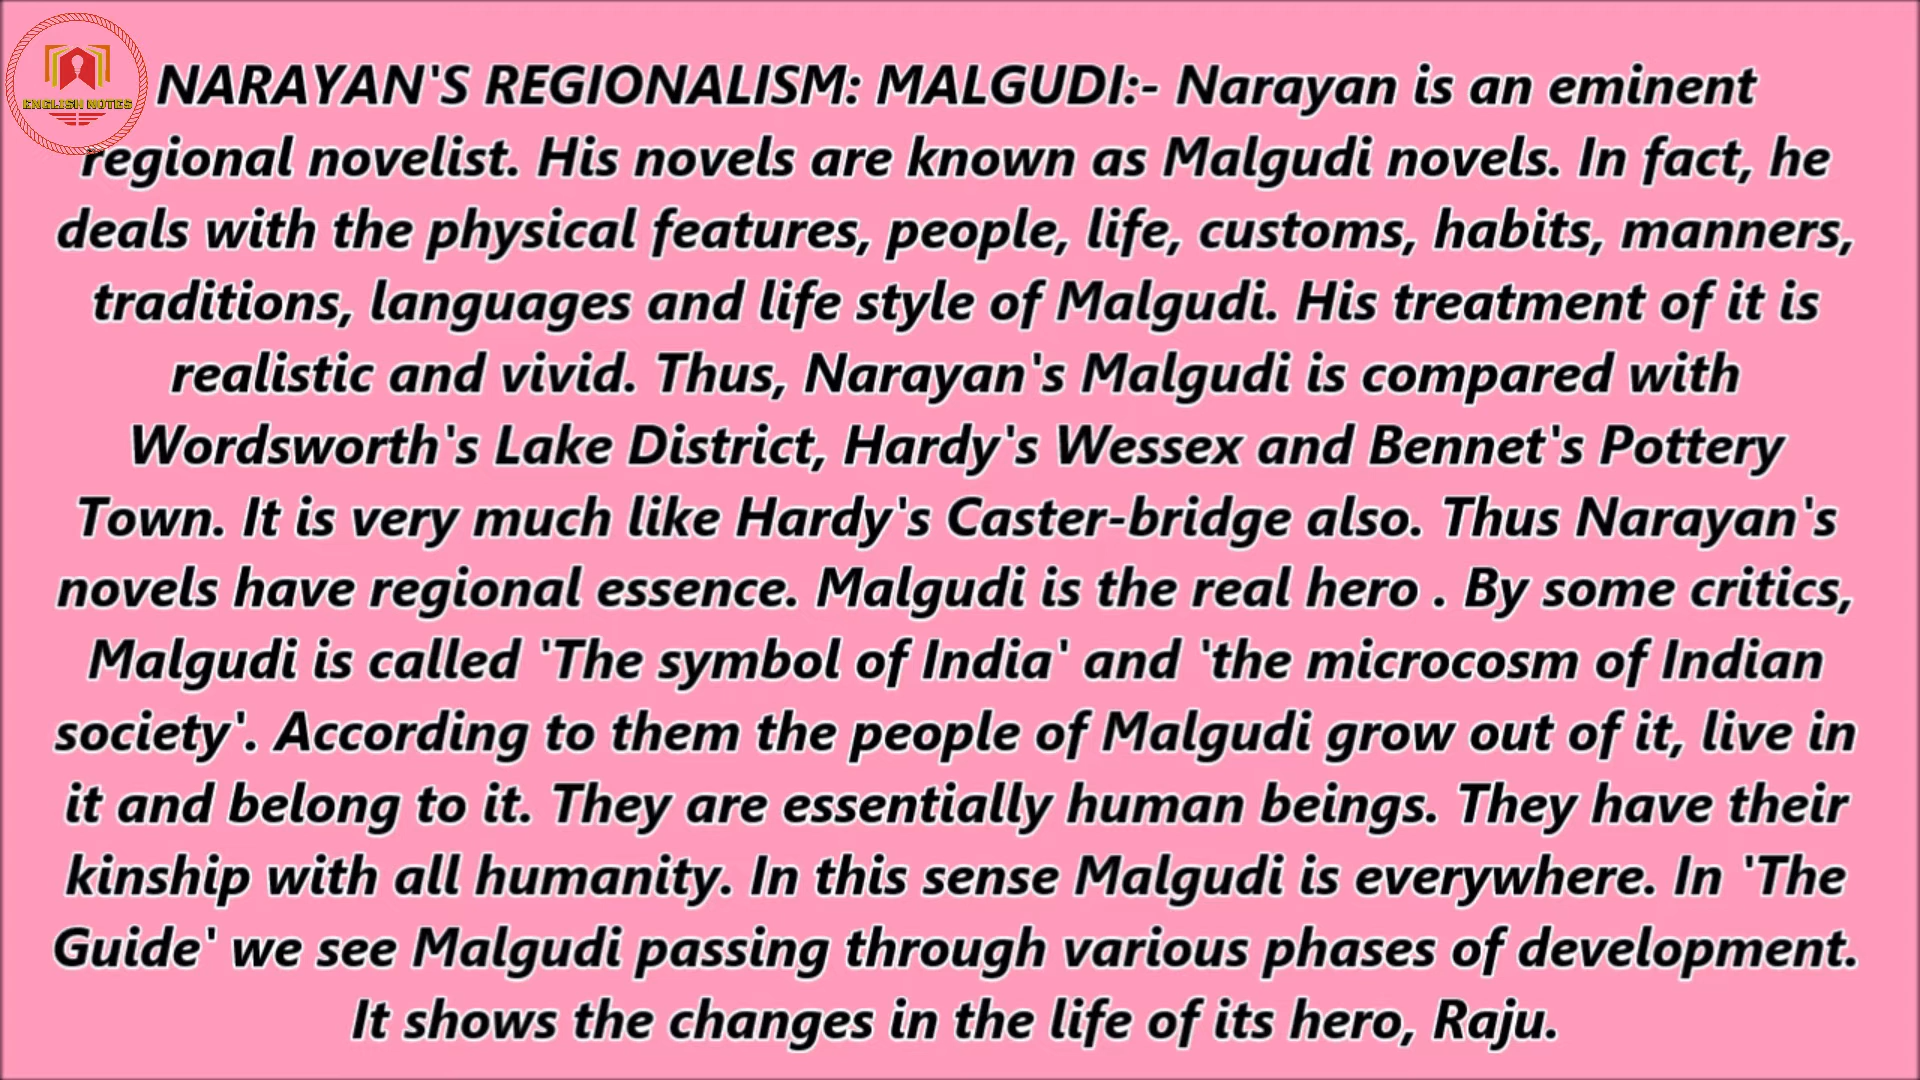 ENGLISH NOTES
NARAYAN'S REGIONALISM: MALGUDI:- Narayan is an eminent
regional novelist. His novels are known as Malgudi novels. In fact, he
deals with the physical features, people, life, customs, habits, manners,
traditions, languages and life style of Malgudi. His treatment of it is
realistic and vivid. Thus, Narayan's Malgudi is compared with
Wordsworth's Lake District, Hardy's Wessex and Bennet's Pottery
Town. It is very much like Hardy's Caster-bridge also. Thus Narayan's
novels have regional essence. Malgudi is the real hero . By some critics,
Malgudi is called 'The symbol of India' and 'the microcosm of Indian
society'. According to them the people of Malgudi grow out of it, live in
it and belong to it. They are essentially human beings. They have their
kinship with all humanity. In this sense Malgudi is everywhere. In 'The
Guide' we see Malgudi passing through various phases of development.
It shows the changes in the life of its hero, Raju.